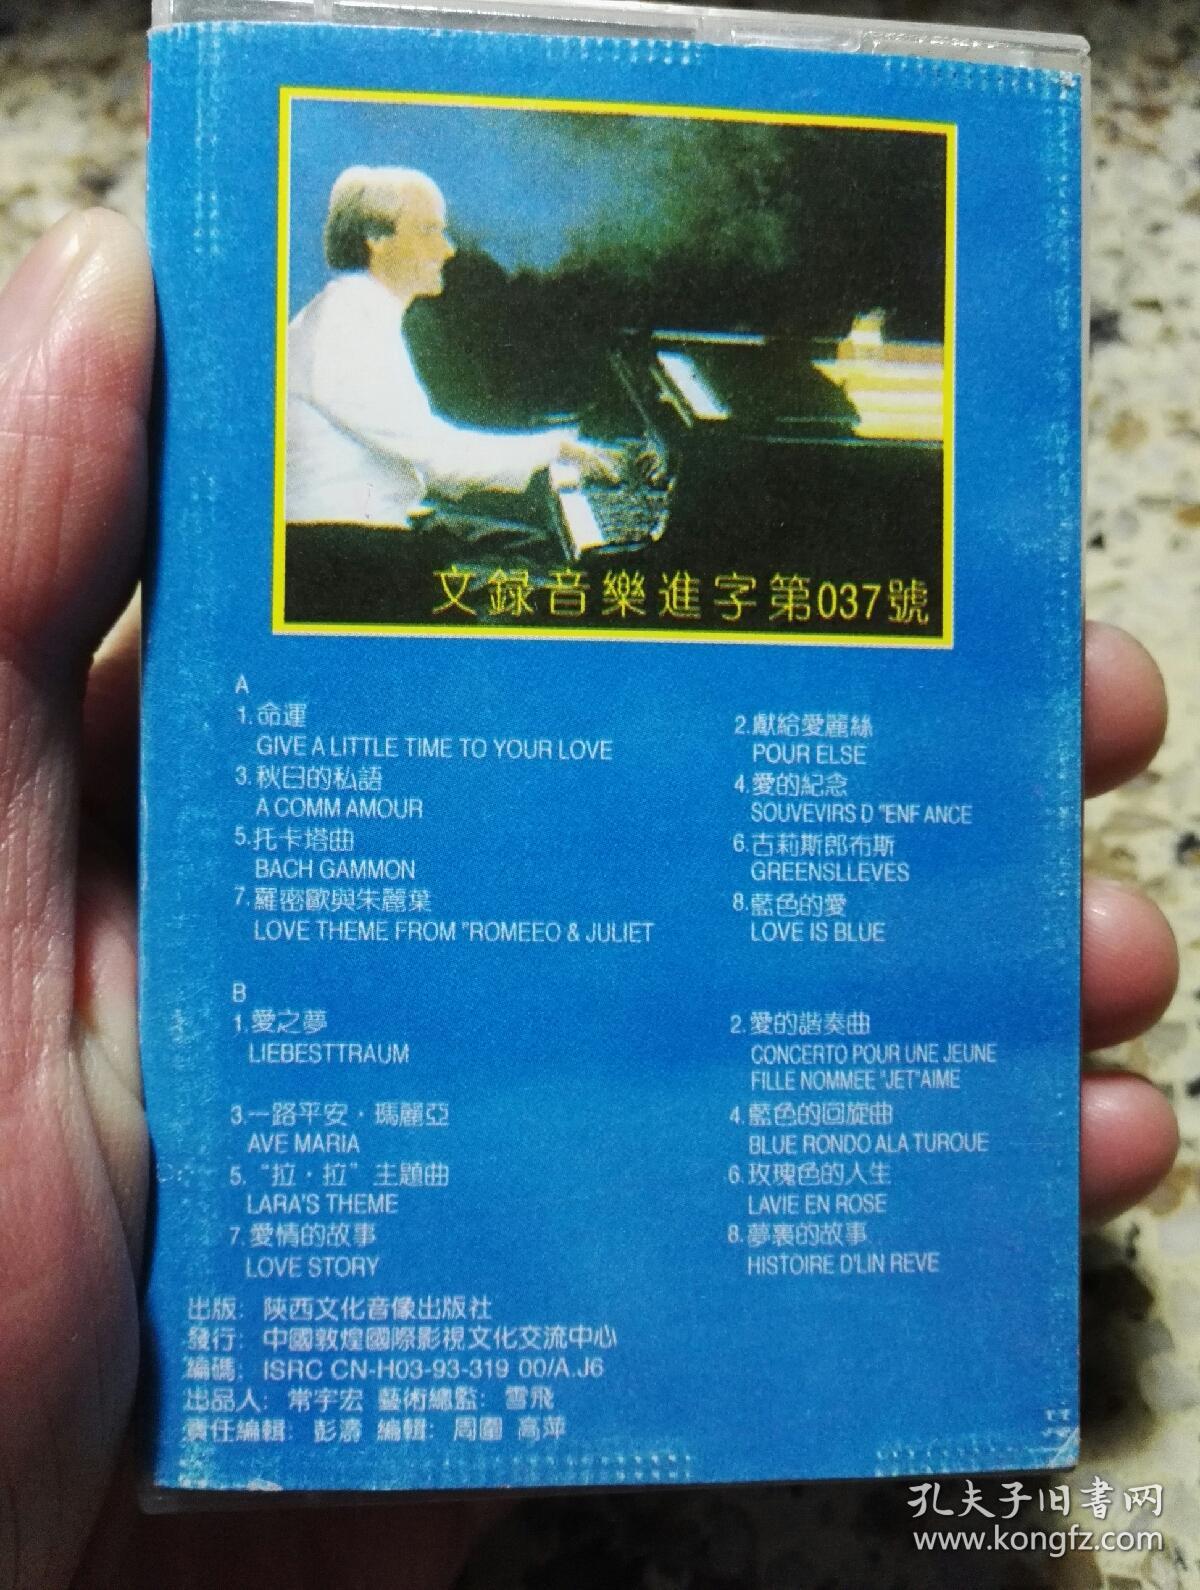 文録音樂進字第037號
A
1.命運
GIVE A LITTLE TIME TO YOUR LOVE
2.獻給愛麗絲
POUR ELSE
3.秋日的私語
A COMM AMOUR
4.愛的紀念
SOUVEVIRS D "ENF ANCE
5.托卡塔曲
BACH GAMMON
6.古莉斯郎布斯
GREENSLLEVES
7.羅密歐與朱麗葉
LOVE THEME FROM "ROMEEO & JULIET
8.藍色的愛
LOVE IS BLUE
B
1.愛之夢
LIEBESTTRAUM
2.愛的諧奏曲
CONCERTO POUR UNE JEUNE
FILLE NOMMEE "JET"AIME
3.一路平安·瑪麗亞
AVE MARIA
4.藍色的回旋曲
BLUE RONDO ALA TUROUE
5.“拉·拉”主題曲
LARA'S THEME
6.玫瑰色的人生
LAVIE EN ROSE
7.愛情的故事
LOVE STORY
8.夢裏的故事
HISTOIRE D'LIN REVE
出版：陝西文化音像出版社
發行：中國敦煌國際影視文化交流中心
編碼：ISRC CN-H03-93-319 00/A.J6
出品人：常宇宏 藝術總監：雪飛
責任編輯：彭濤 編輯：周圍 高萍
孔夫子旧書网
www.kongfz.com